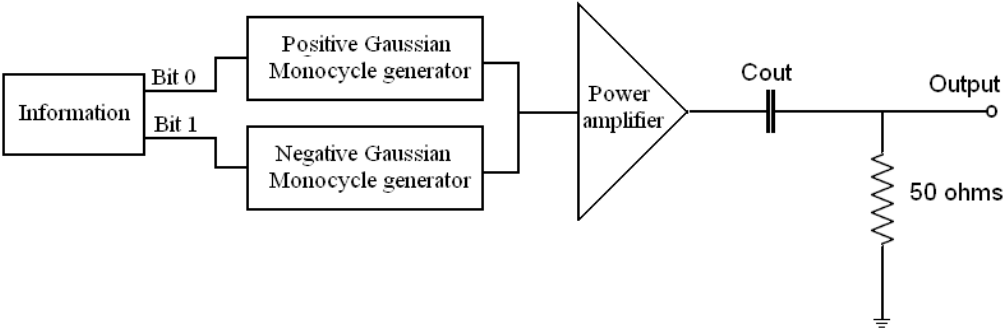 Information
Bit 0
Bit 1
Positive Gaussian
Monocycle generator
Negative Gaussian
Monocycle generator
Power
amplifier
Cout
Output
50 ohms